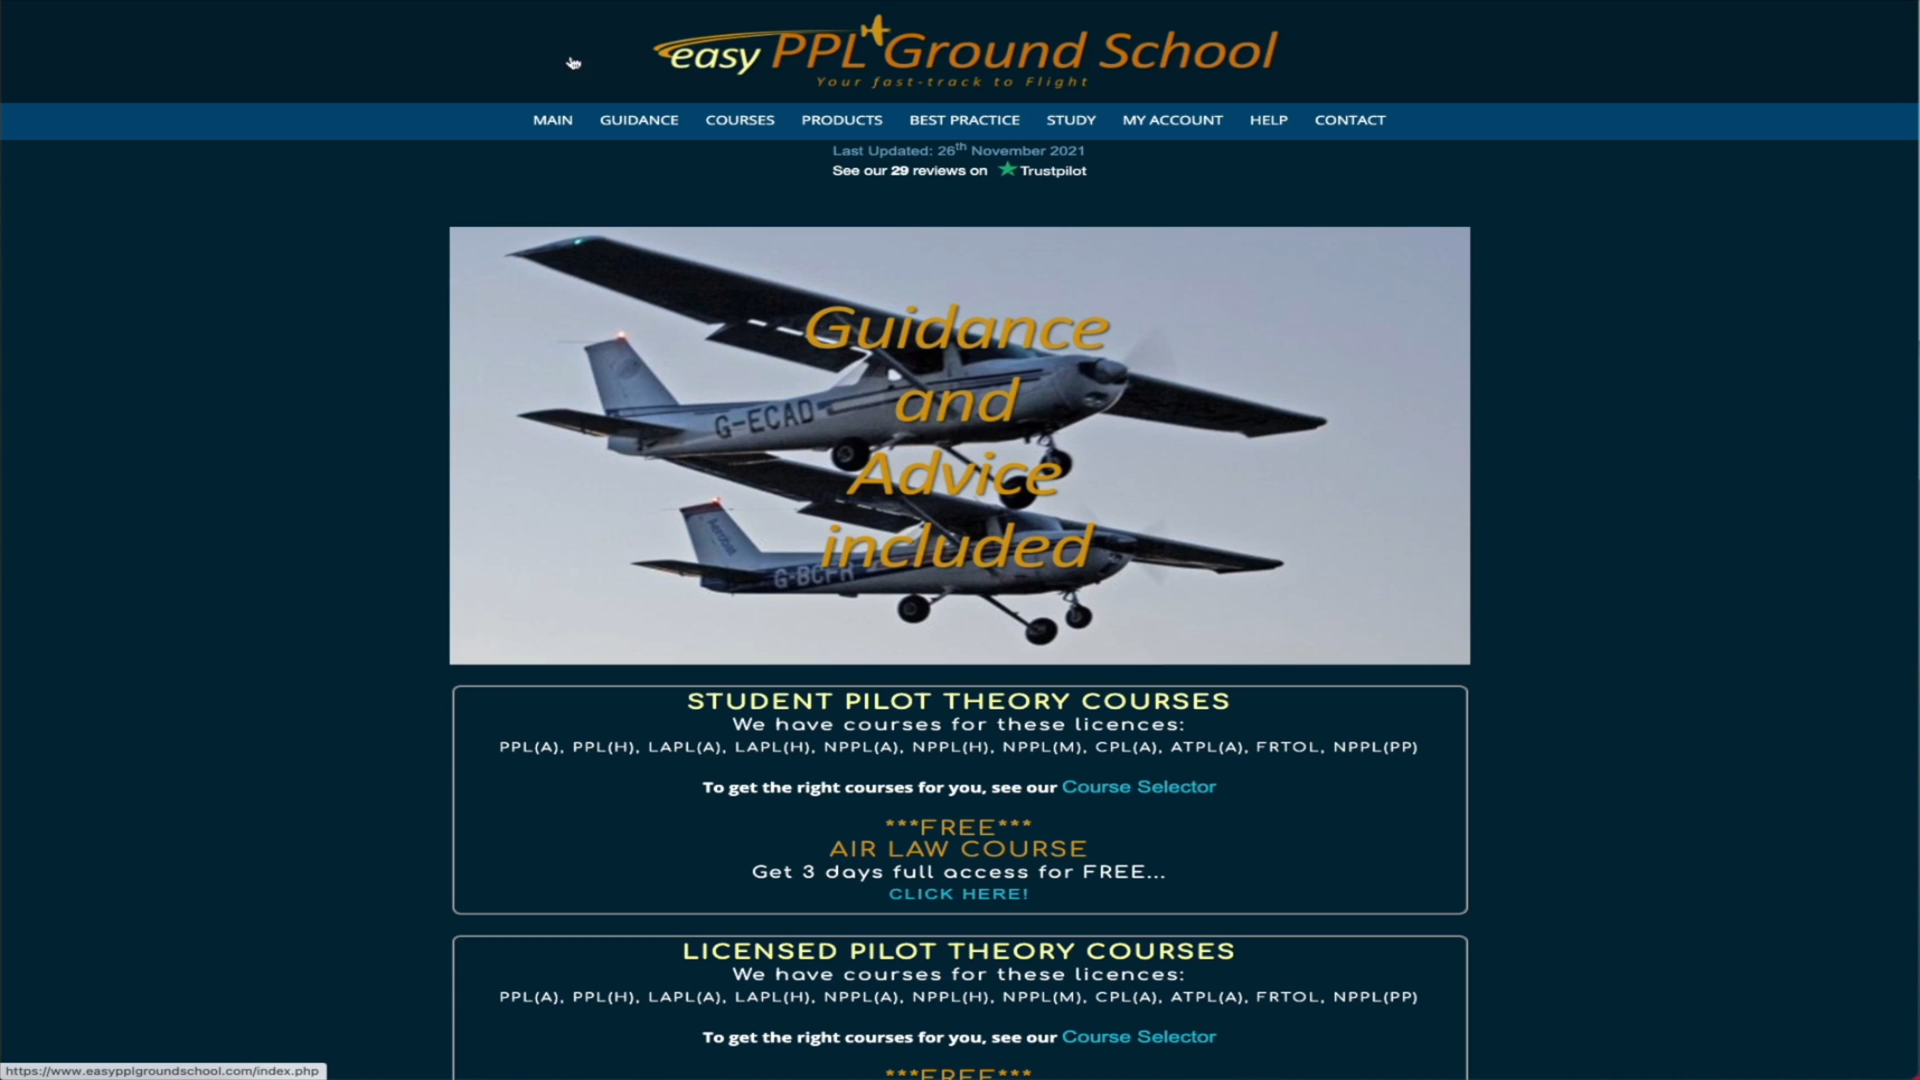 easy PPL Ground School
Your fast-track to Flight
MAIN GUIDANCE COURSES PRODUCTS BEST PRACTICE STUDY MY ACCOUNT HELP CONTACT
Last Updated: 26th November 2021
See our 29 reviews on Trustpilot
Guidance
and
G-ECAD
Advice
included
G-BCFR
STUDENT PILOT THEORY COURSES
We have courses for these licences:
PPL(A), PPL(H), LAPL(A), LAPL(H), NPPL(A), NPPL(H), NPPL(M), CPL(A), ATPL(A), FRTOL, NPPL(PP)
To get the right courses for you, see our Course Selector
***FREE***
AIR LAW COURSE
Get 3 days full access for FREE...
CLICK HERE!
LICENSED PILOT THEORY COURSES
We have courses for these licences:
PPL(A), PPL(H), LAPL(A), LAPL(H), NPPL(A), NPPL(H), NPPL(M), CPL(A), ATPL(A), FRTOL, NPPL(PP)
To get the right courses for you, see our Course Selector
***FREE***
https://www.easypplgroundschool.com/index.php